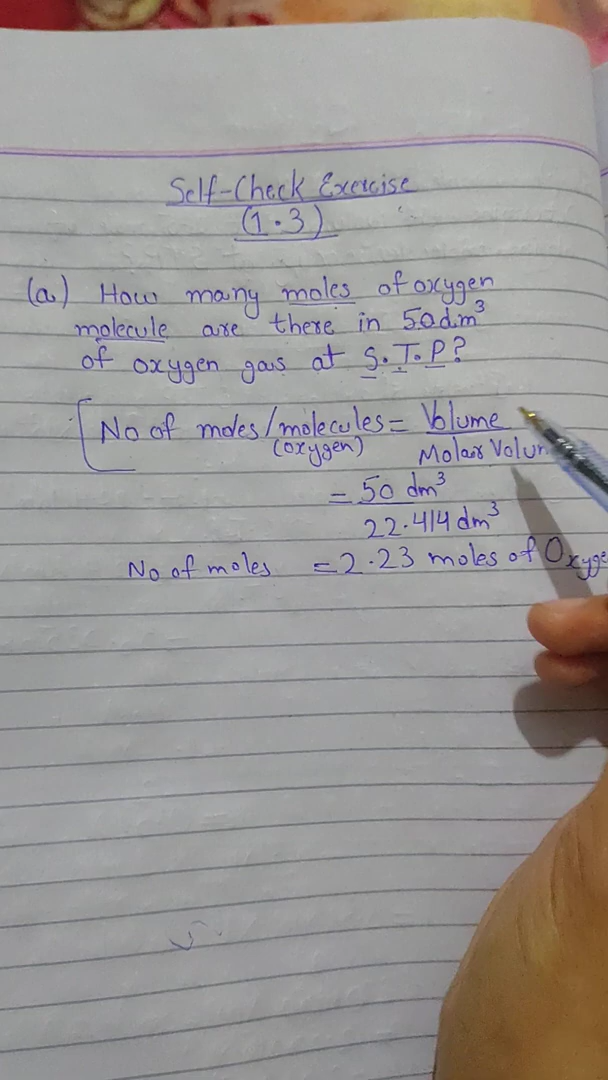 Self-Check Exercise
(1.3)
(a) How many moles of oxygen
molecule are there in 50dm³
of oxygen gas at S.T.P?
No of moles/molecules = Volume
(oxygen) Molar Volum
= 50 dm³
22.414 dm³
No of moles = 2.23 moles of Oxyge